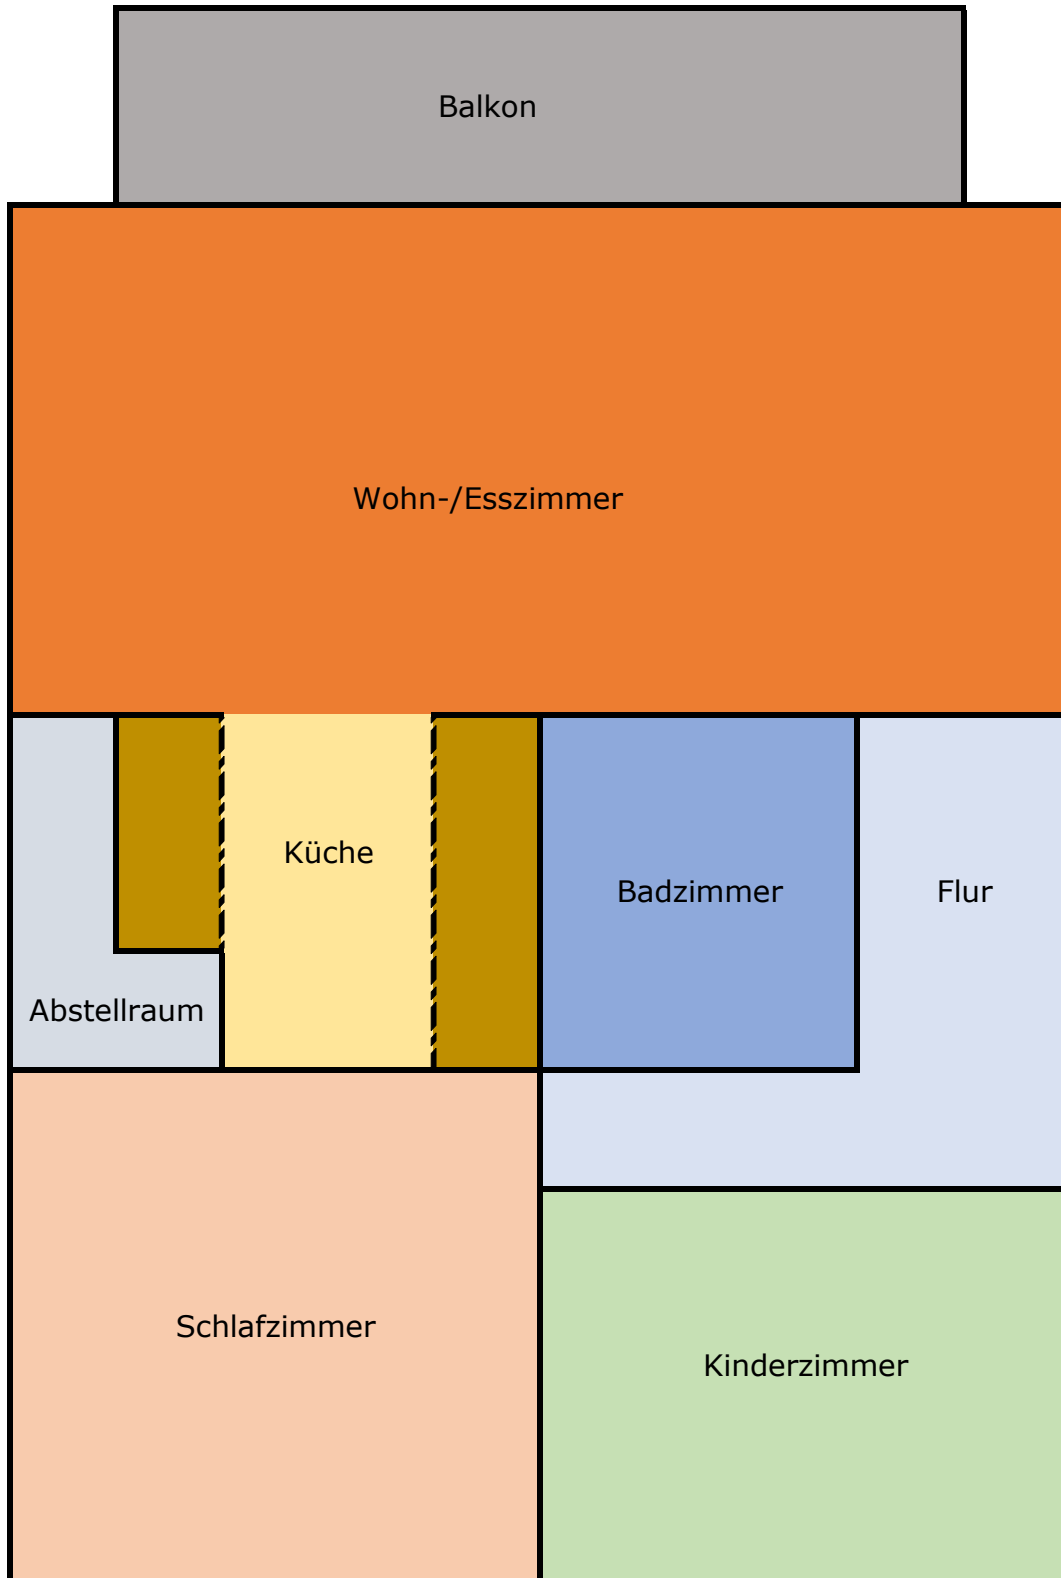 Balkon
Wohn-/Esszimmer
Küche
Badzimmer
Flur
Abstellraum
Schlafzimmer
Kinderzimmer